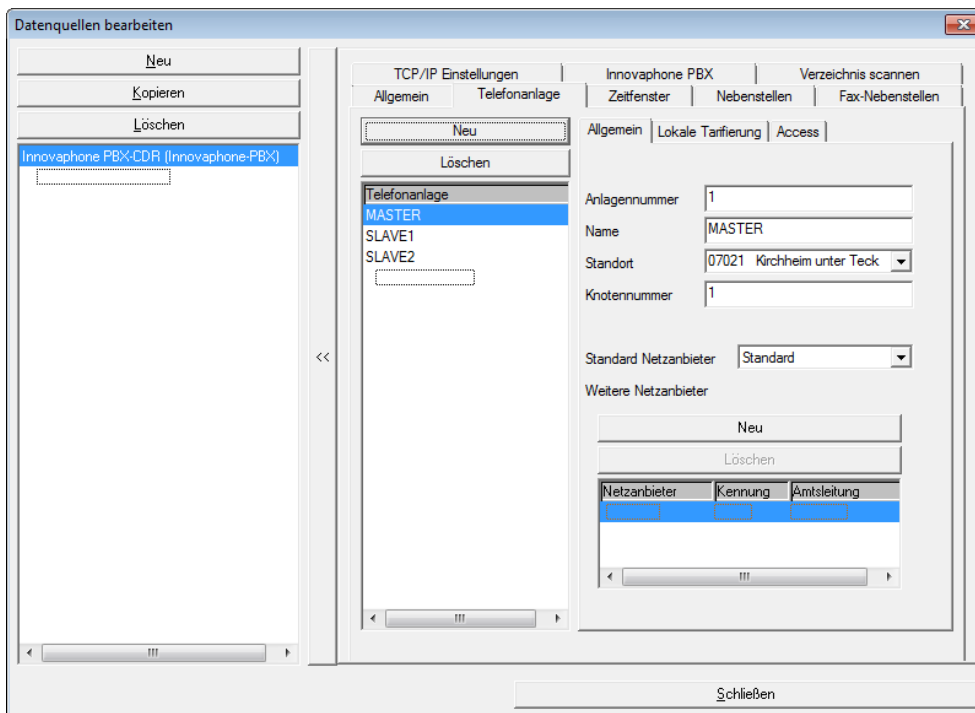 Datenquellen bearbeiten
Neu
Kopieren
Löschen
Innovaphone PBX-CDR (Innovaphone-PBX)
<<
TCP/IP Einstellungen
Innovaphone PBX
Verzeichnis scannen
Allgemein
Telefonanlage
Zeitfenster
Nebenstellen
Fax-Nebenstellen
Neu
Löschen
Telefonanlage
MASTER
SLAVE1
SLAVE2
Allgemein
Lokale Tarifierung
Access
Anlagennummer 1
Name MASTER
Standort 07021 Kirchheim unter Teck
Knotennummer 1
Standard Netzanbieter Standard
Weitere Netzanbieter
Neu
Löschen
Netzanbieter Kennung Amtsleitung
Schließen